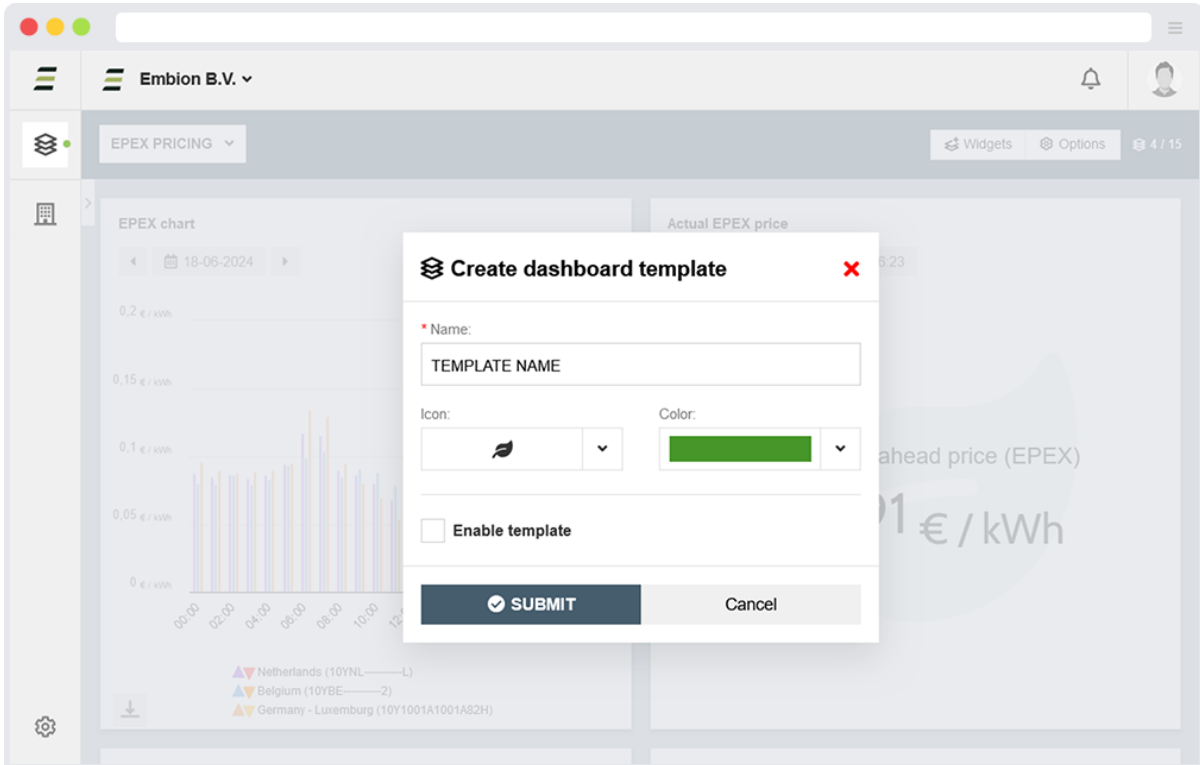 Embion B.V.
EPEX PRICING
Widgets
Options
4 / 15
EPEX chart
18-06-2024
0,2 € / kWh
0,15 € / kWh
0,1 € / kWh
0,05 € / kWh
0 € / kWh
00:00
02:00
04:00
06:00
08:00
10:00
Netherlands (10YNL----------L)
Belgium (10YBE----------2)
Germany - Luxemburg (10Y1001A1001A82H)
Actual EPEX price
6:23
ahead price (EPEX)
91 € / kWh
Create dashboard template
* Name:
TEMPLATE NAME
Icon:
Color:
Enable template
SUBMIT
Cancel